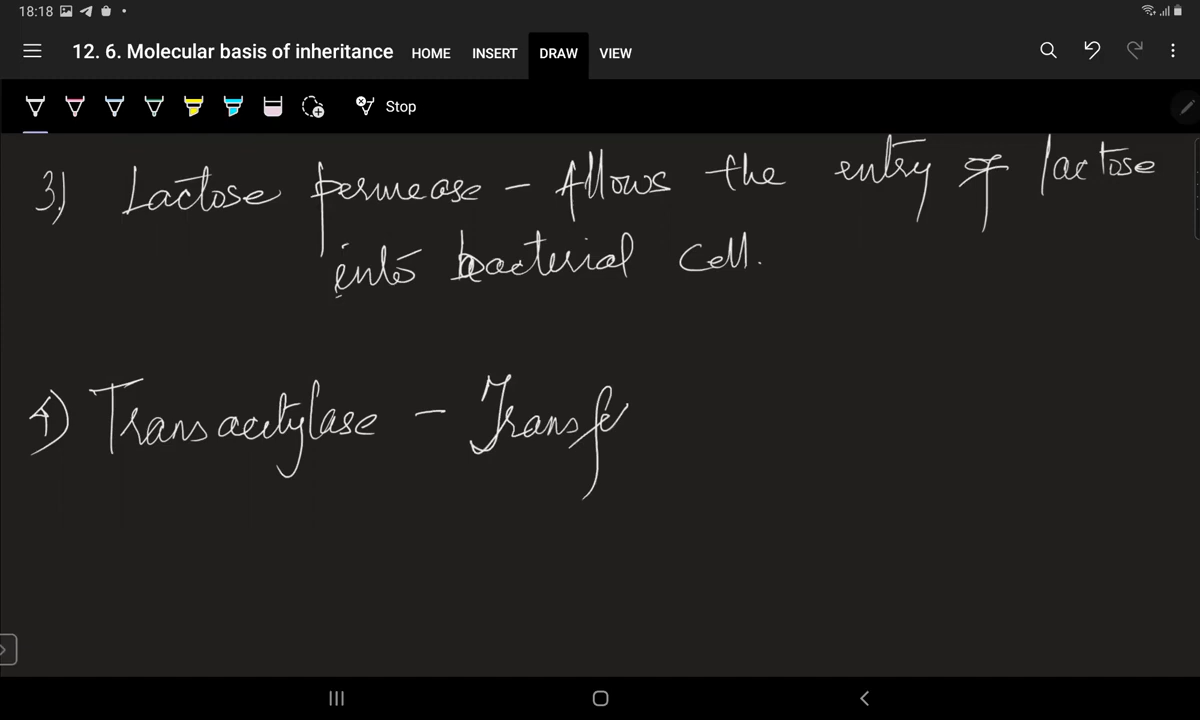 18:18
12. 6. Molecular basis of inheritance HOME INSERT DRAW VIEW
Stop
3) Lactose permease - Allows the entry of lactose
into bacterial cell.
4) Transacetylase - Transfe